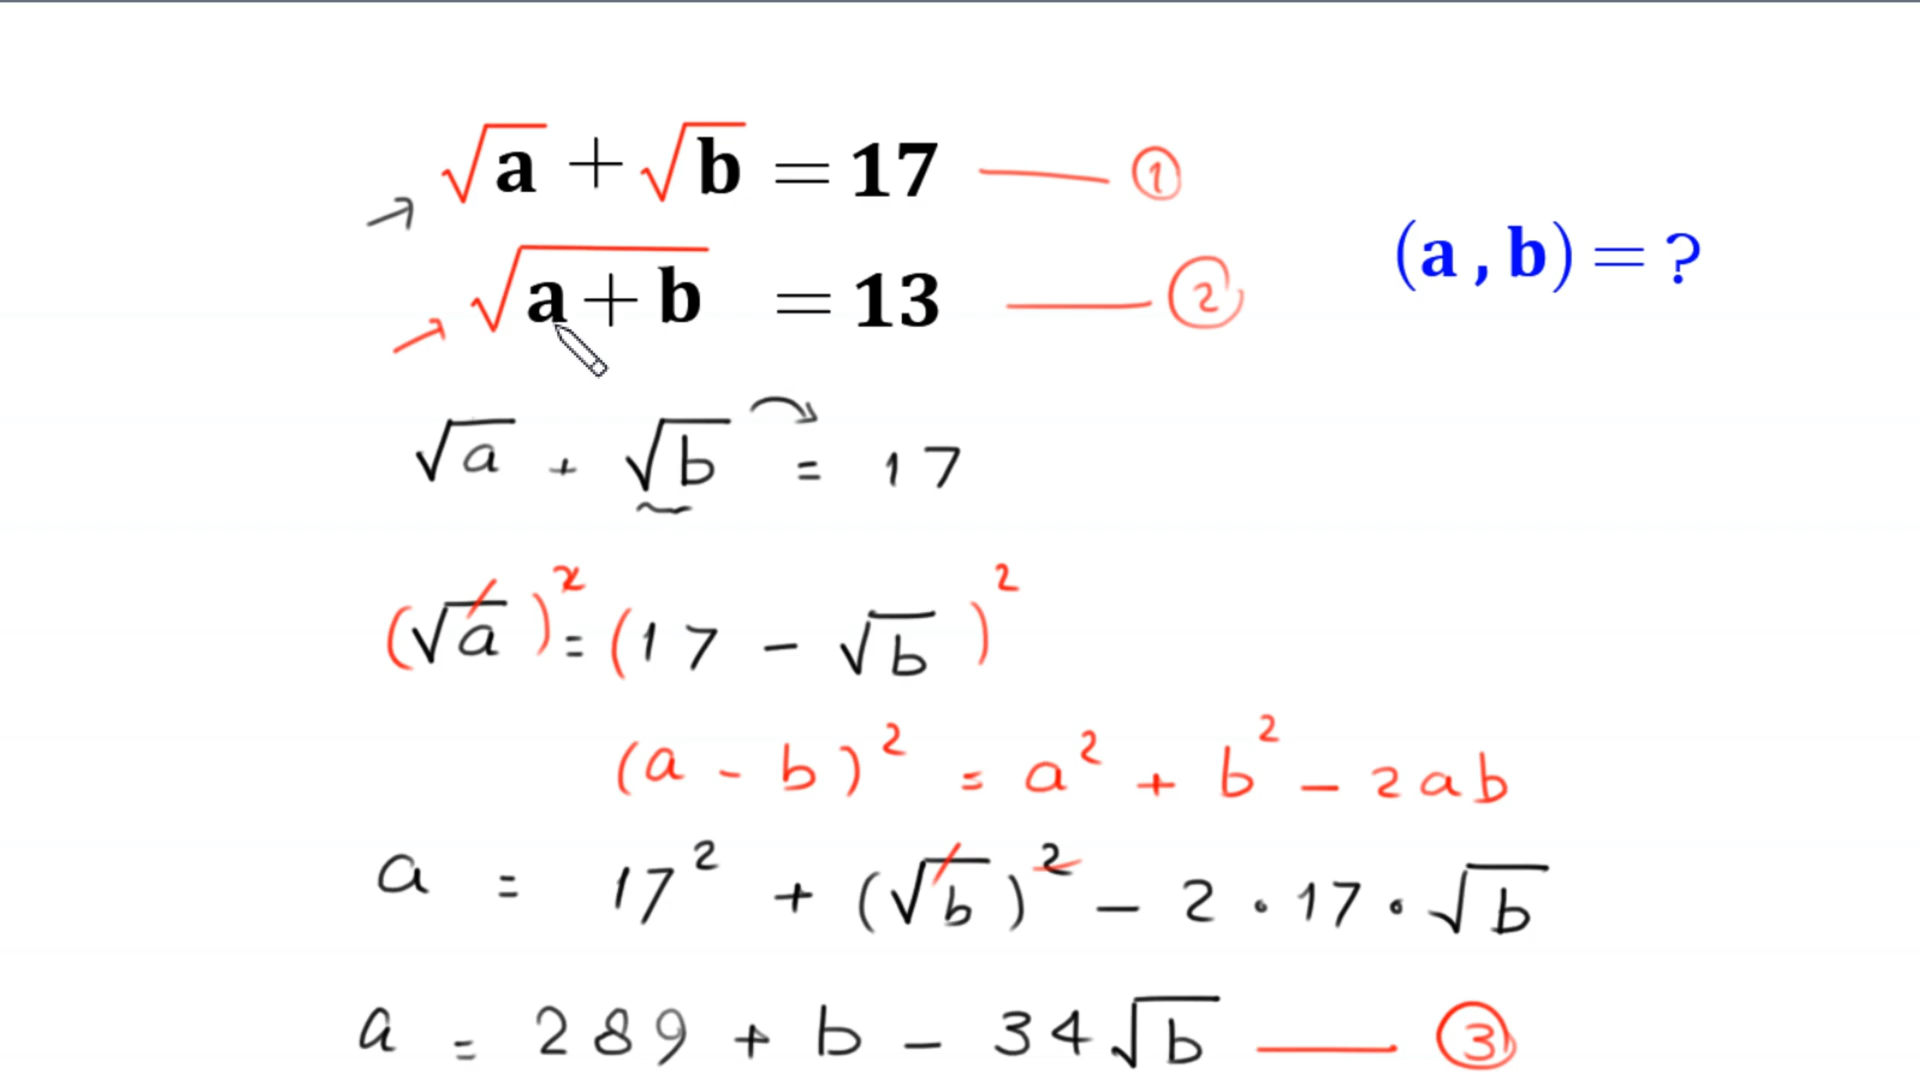 √a + √b = 17 —— ①
√(a + b) = 13 —— ②
(a , b) = ?
√a + √b = 17
(√a)² = (17 - √b)²
(a - b)² = a² + b² - 2ab
a = 17² + (√b)² - 2 · 17 · √b
a = 289 + b - 34√b —— ③